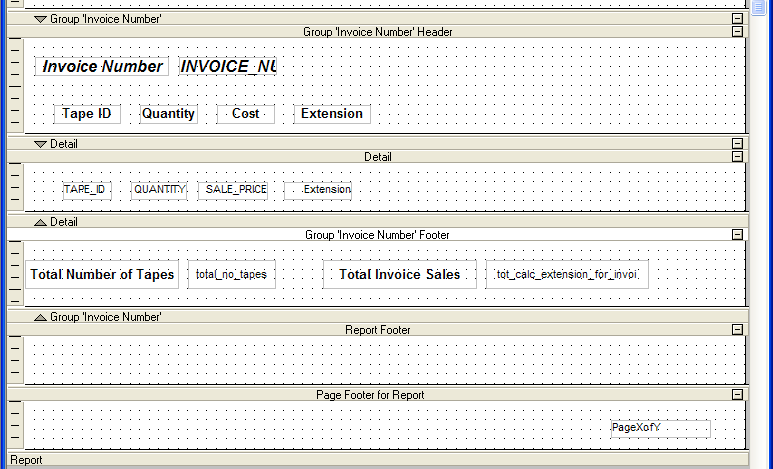 Group 'Invoice Number'
Group 'Invoice Number' Header
Invoice Number INVOICE_NU
Tape ID Quantity Cost Extension
Detail
Detail
TAPE_ID QUANTITY SALE_PRICE Extension
Detail
Group 'Invoice Number' Footer
Total Number of Tapes total_no_tapes Total Invoice Sales tot_calc_extension_for_invoi
Group 'Invoice Number'
Report Footer
Page Footer for Report
PageXofY
Report